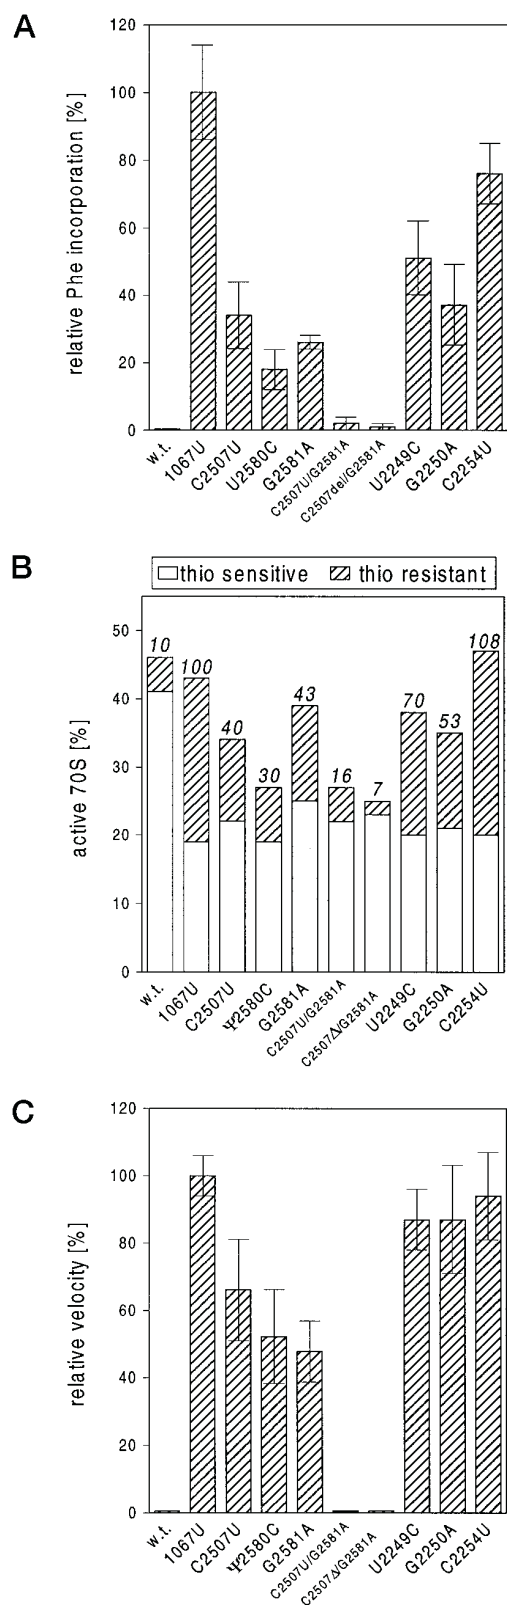 A
relative Phe incorporation [%]
120
100
80
60
40
20
0
w.t.
1067U
C2507U
U2580C
G2581A
C2507U/G2581A
C2507del/G2581A
U2249C
G2250A
C2254U
B
thio sensitive
thio resistant
active 70S [%]
50
40
30
20
10
0
10
100
40
30
43
16
7
70
53
108
w.t.
1067U
C2507U
Ψ2580C
G2581A
C2507U/G2581A
C2507Δ/G2581A
U2249C
G2250A
C2254U
C
relative velocity [%]
120
100
80
60
40
20
0
w.t.
1067U
C2507U
Ψ2580C
G2581A
C2507U/G2581A
C2507Δ/G2581A
U2249C
G2250A
C2254U